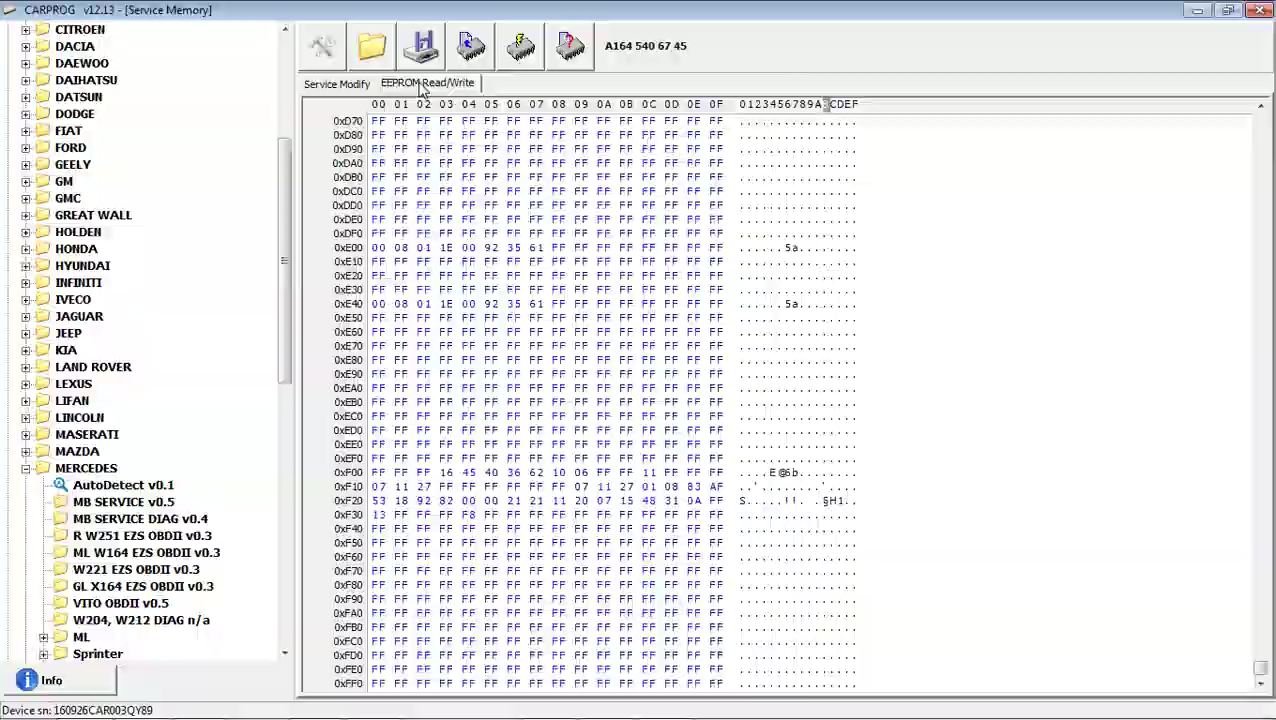 CARPROG v12.13 - [Service Memory]
CITROEN
DACIA
DAEWOO
DAIHATSU
DATSUN
DODGE
FIAT
FORD
GEELY
GM
GMC
GREAT WALL
HOLDEN
HONDA
HYUNDAI
INFINITI
IVECO
JAGUAR
JEEP
KIA
LAND ROVER
LEXUS
LIFAN
LINCOLN
MASERATI
MAZDA
MERCEDES
AutoDetect v0.1
MB SERVICE v0.5
MB SERVICE DIAG v0.4
R W251 EZS OBDII v0.3
ML W164 EZS OBDII v0.3
W221 EZS OBDII v0.3
GL X164 EZS OBDII v0.3
VITO OBDII v0.5
W204, W212 DIAG n/a
ML
Sprinter
Info
A164 540 67 45
Service Modify EEPROM Read/Write
00 01 02 03 04 05 06 07 08 09 0A 0B 0C 0D 0E 0F 0123456789A:CDEF
0xD70 FF FF FF FF FF FF FF FF FF FF FF FF FF FF FF FF ................
0xD80 FF FF FF FF FF FF FF FF FF FF FF FF FF FF FF FF ................
0xD90 FF FF FF FF FF FF FF FF FF FF FF FF FF FF FF FF ................
0xDA0 FF FF FF FF FF FF FF FF FF FF FF FF FF FF FF FF ................
0xDB0 FF FF FF FF FF FF FF FF FF FF FF FF FF FF FF FF ................
0xDC0 FF FF FF FF FF FF FF FF FF FF FF FF FF FF FF FF ................
0xDD0 FF FF FF FF FF FF FF FF FF FF FF FF FF FF FF FF ................
0xDE0 FF FF FF FF FF FF FF FF FF FF FF FF FF FF FF FF ................
0xDF0 FF FF FF FF FF FF FF FF FF FF FF FF FF FF FF FF ................
0xE00 00 08 01 1E 00 92 35 61 FF FF FF FF FF FF FF FF ......5a........
0xE10 FF FF FF FF FF FF FF FF FF FF FF FF FF FF FF FF ................
0xE20 FF FF FF FF FF FF FF FF FF FF FF FF FF FF FF FF ................
0xE30 FF FF FF FF FF FF FF FF FF FF FF FF FF FF FF FF ................
0xE40 00 08 01 1E 00 92 35 61 FF FF FF FF FF FF FF FF ......5a........
0xE50 FF FF FF FF FF FF FF FF FF FF FF FF FF FF FF FF ................
0xE60 FF FF FF FF FF FF FF FF FF FF FF FF FF FF FF FF ................
0xE70 FF FF FF FF FF FF FF FF FF FF FF FF FF FF FF FF ................
0xE80 FF FF FF FF FF FF FF FF FF FF FF FF FF FF FF FF ................
0xE90 FF FF FF FF FF FF FF FF FF FF FF FF FF FF FF FF ................
0xEA0 FF FF FF FF FF FF FF FF FF FF FF FF FF FF FF FF ................
0xEB0 FF FF FF FF FF FF FF FF FF FF FF FF FF FF FF FF ................
0xEC0 FF FF FF FF FF FF FF FF FF FF FF FF FF FF FF FF ................
0xED0 FF FF FF FF FF FF FF FF FF FF FF FF FF FF FF FF ................
0xEE0 FF FF FF FF FF FF FF FF FF FF FF FF FF FF FF FF ................
0xEF0 FF FF FF FF FF FF FF FF FF FF FF FF FF FF FF FF ................
0xF00 FF FF FF 16 45 40 36 62 10 06 FF FF 11 FF FF FF ....E@6b........
0xF10 07 11 27 FF FF FF FF FF FF 07 11 27 01 08 83 AF ..'........'....
0xF20 53 18 92 82 00 00 21 21 11 20 07 15 48 31 0A FF S.....!!. .§H1..
0xF30 13 FF FF FF F8 FF FF FF FF FF FF FF FF FF FF FF ................
0xF40 FF FF FF FF FF FF FF FF FF FF FF FF FF FF FF FF ................
0xF50 FF FF FF FF FF FF FF FF FF FF FF FF FF FF FF FF ................
0xF60 FF FF FF FF FF FF FF FF FF FF FF FF FF FF FF FF ................
0xF70 FF FF FF FF FF FF FF FF FF FF FF FF FF FF FF FF ................
0xF80 FF FF FF FF FF FF FF FF FF FF FF FF FF FF FF FF ................
0xF90 FF FF FF FF FF FF FF FF FF FF FF FF FF FF FF FF ................
0xFA0 FF FF FF FF FF FF FF FF FF FF FF FF FF FF FF FF ................
0xFB0 FF FF FF FF FF FF FF FF FF FF FF FF FF FF FF FF ................
0xFC0 FF FF FF FF FF FF FF FF FF FF FF FF FF FF FF FF ................
0xFD0 FF FF FF FF FF FF FF FF FF FF FF FF FF FF FF FF ................
0xFE0 FF FF FF FF FF FF FF FF FF FF FF FF FF FF FF FF ................
0xFF0 FF FF FF FF FF FF FF FF FF FF FF FF FF FF FF FF ................
Device sn: 160926CAR003QY89